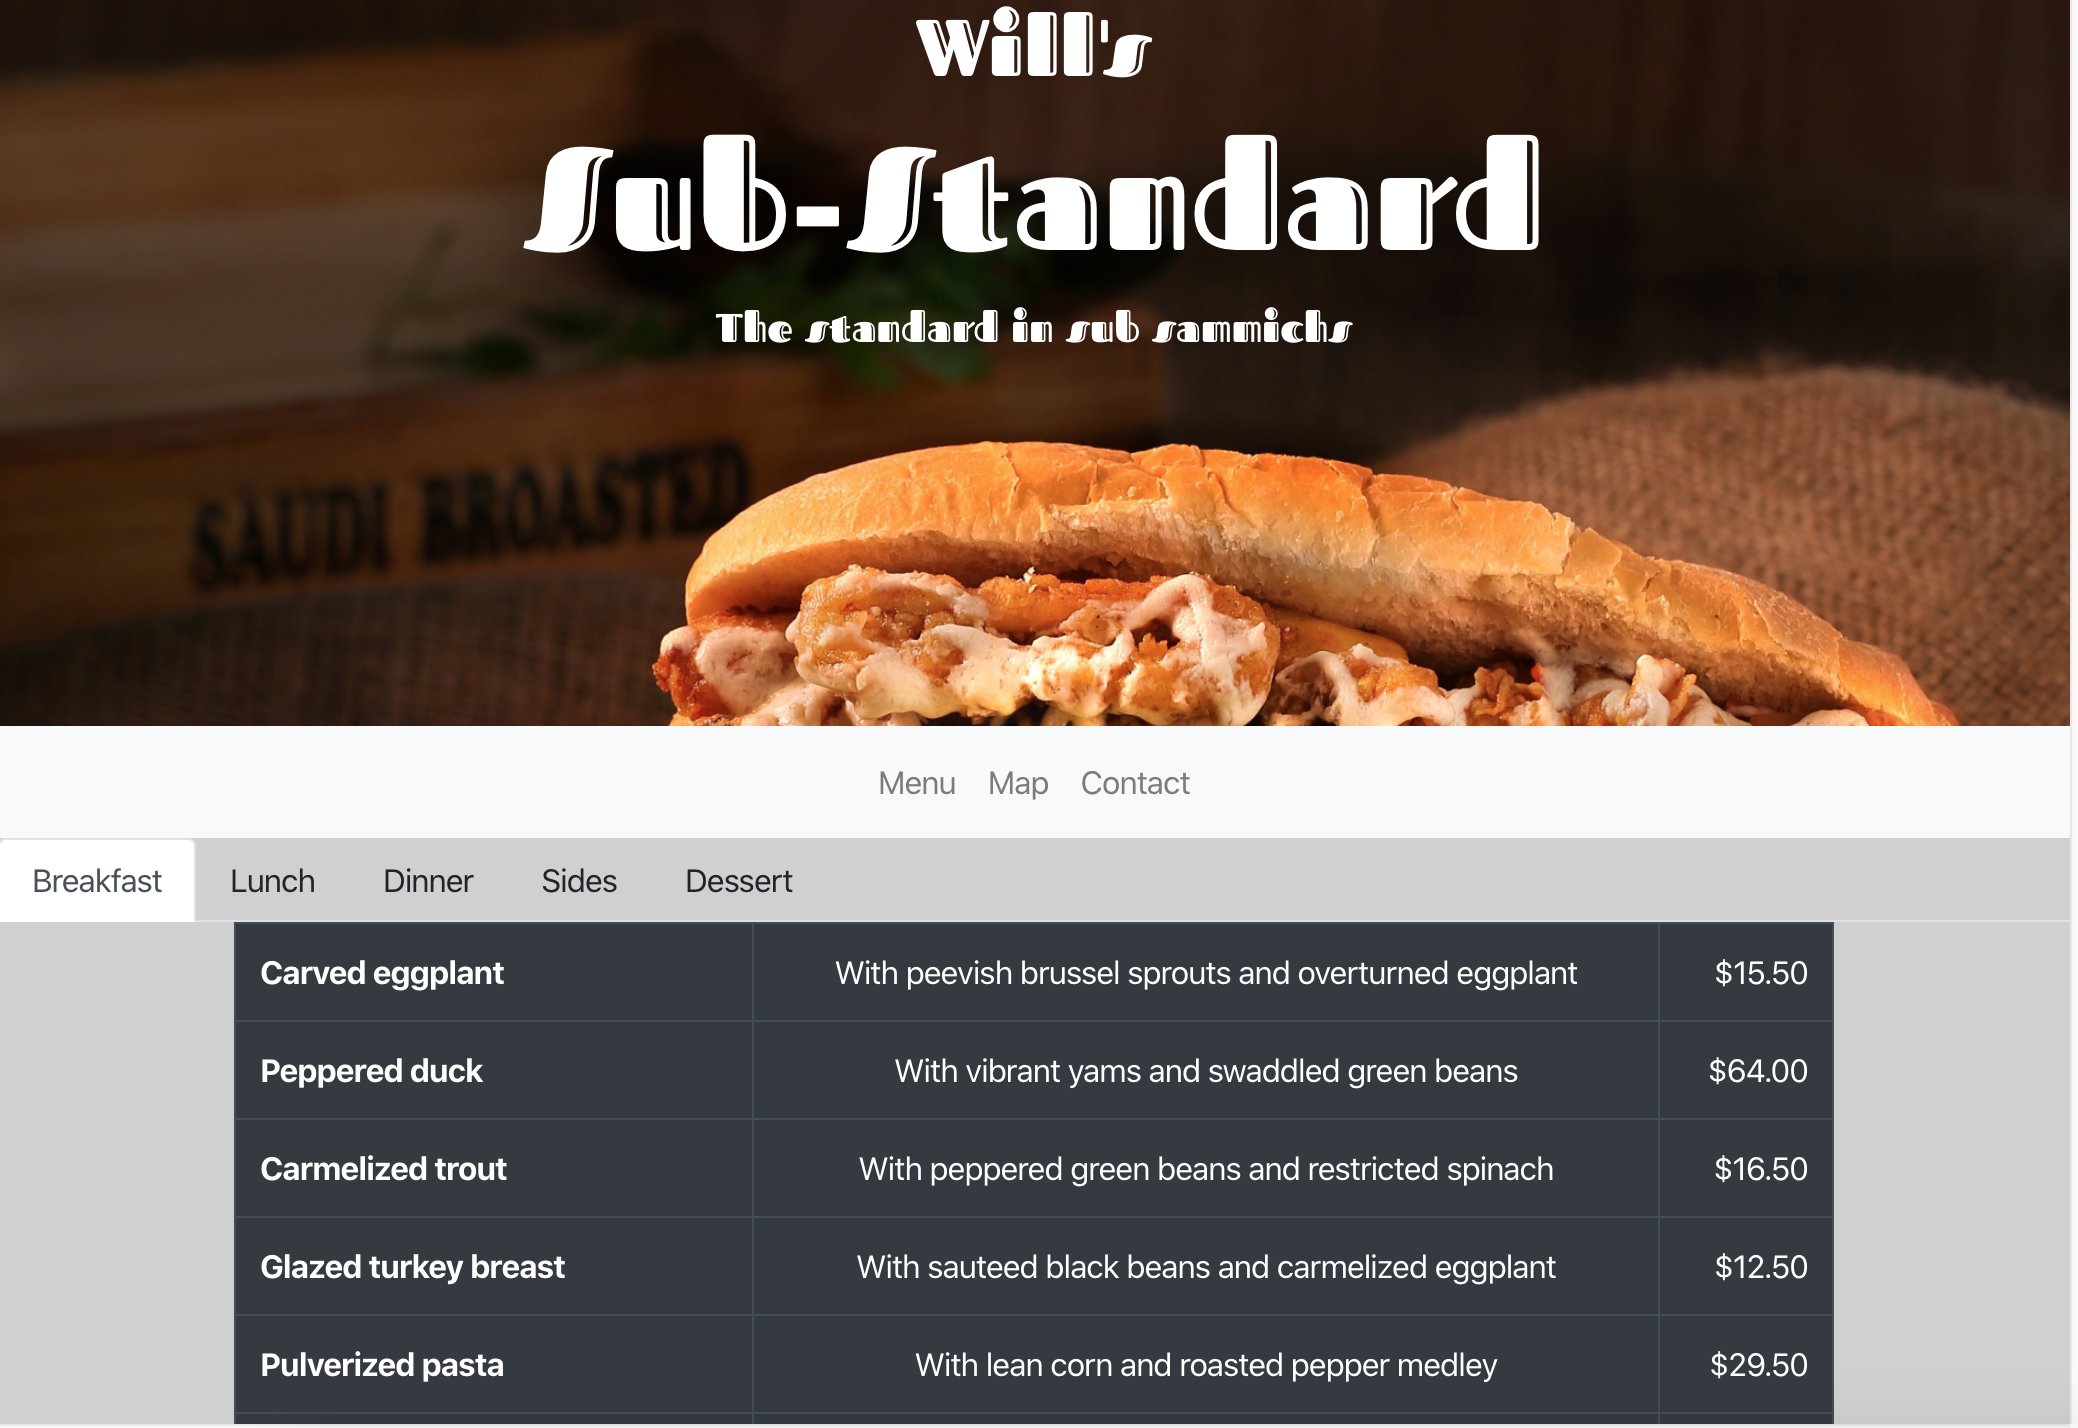 Will's
Sub-Standard
The standard in sub sammichs
SAUDI BROASTED
Menu Map Contact
Breakfast Lunch Dinner Sides Dessert
Carved eggplant With peevish brussel sprouts and overturned eggplant $15.50
Peppered duck With vibrant yams and swaddled green beans $64.00
Carmelized trout With peppered green beans and restricted spinach $16.50
Glazed turkey breast With sauteed black beans and carmelized eggplant $12.50
Pulverized pasta With lean corn and roasted pepper medley $29.50